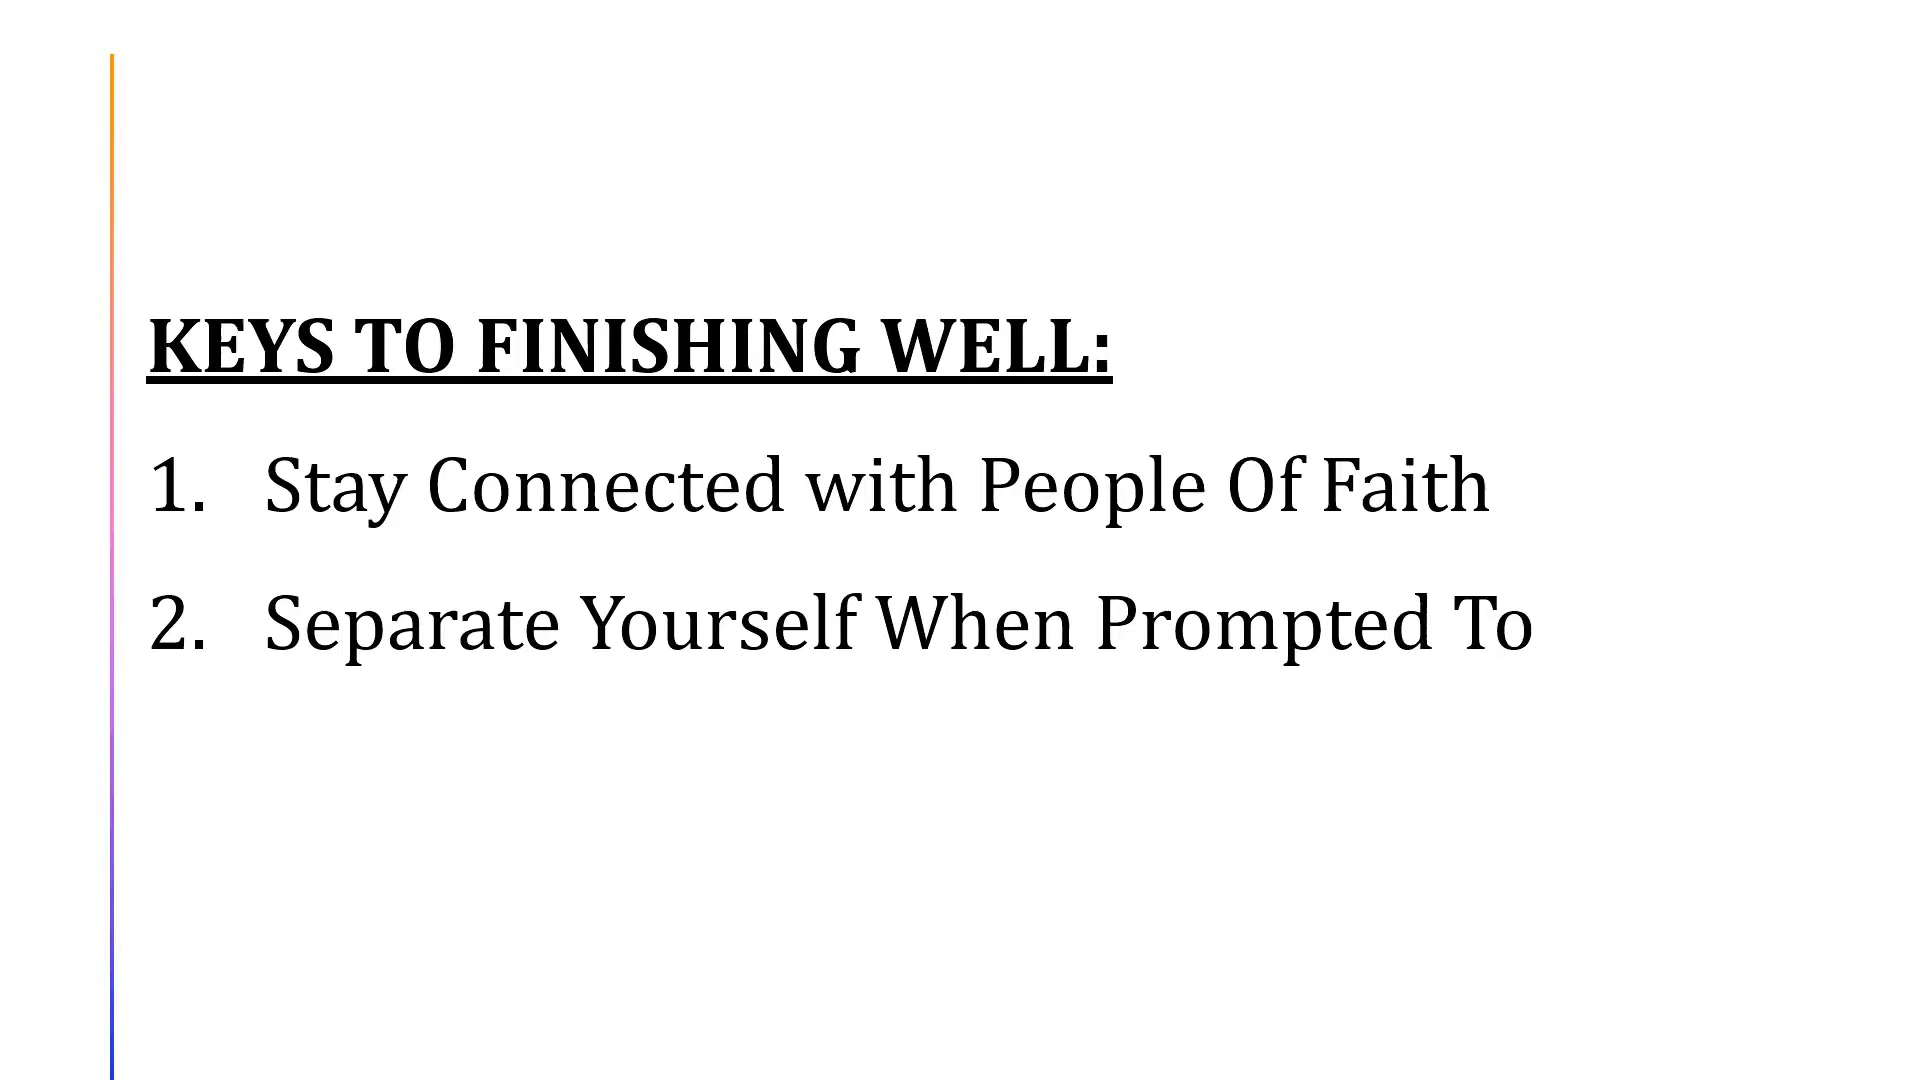 KEYS TO FINISHING WELL:
1. Stay Connected with People Of Faith
2. Separate Yourself When Prompted To